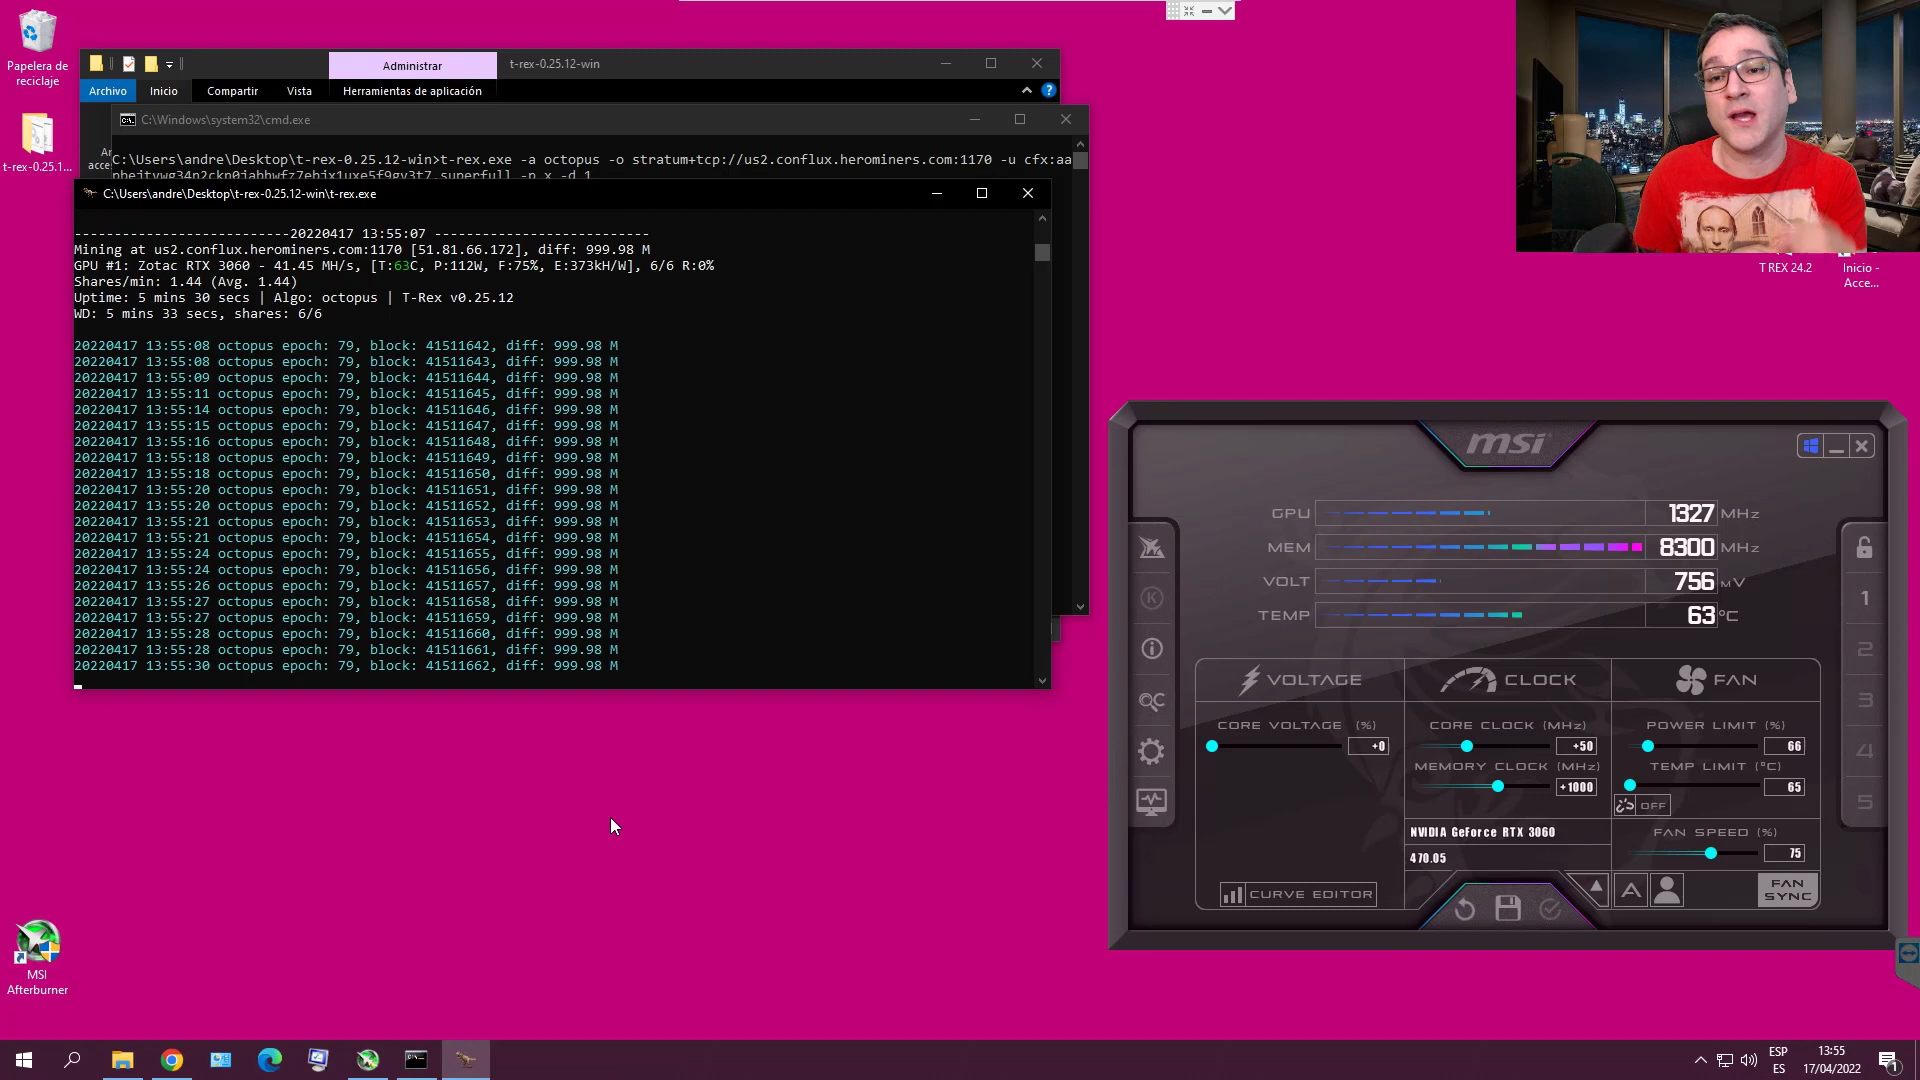 Papelera de
reciclaje
t-rex-0.25.1...
Administrar
t-rex-0.25.12-win
Archivo
Inicio
Compartir
Vista
Herramientas de aplicación
C:\Windows\system32\cmd.exe
Ar
acce
C:\Users\andre\Desktop\t-rex-0.25.12-win>t-rex.exe -a octopus -o stratum+tcp://us2.conflux.herominers.com:1170 -u cfx:aa
C:\Users\andre\Desktop\t-rex-0.25.12-win\t-rex.exe
---------------------------20220417 13:55:07 ---------------------------
Mining at us2.conflux.herominers.com:1170 [51.81.66.172], diff: 999.98 M
GPU #1: Zotac RTX 3060 - 41.45 MH/s, [T:63C, P:112W, F:75%, E:373kH/W], 6/6 R:0%
Shares/min: 1.44 (Avg. 1.44)
Uptime: 5 mins 30 secs | Algo: octopus | T-Rex v0.25.12
WD: 5 mins 33 secs, shares: 6/6
20220417 13:55:08 octopus epoch: 79, block: 41511642, diff: 999.98 M
20220417 13:55:08 octopus epoch: 79, block: 41511643, diff: 999.98 M
20220417 13:55:09 octopus epoch: 79, block: 41511644, diff: 999.98 M
20220417 13:55:11 octopus epoch: 79, block: 41511645, diff: 999.98 M
20220417 13:55:14 octopus epoch: 79, block: 41511646, diff: 999.98 M
20220417 13:55:15 octopus epoch: 79, block: 41511647, diff: 999.98 M
20220417 13:55:16 octopus epoch: 79, block: 41511648, diff: 999.98 M
20220417 13:55:18 octopus epoch: 79, block: 41511649, diff: 999.98 M
20220417 13:55:18 octopus epoch: 79, block: 41511650, diff: 999.98 M
20220417 13:55:20 octopus epoch: 79, block: 41511651, diff: 999.98 M
20220417 13:55:20 octopus epoch: 79, block: 41511652, diff: 999.98 M
20220417 13:55:21 octopus epoch: 79, block: 41511653, diff: 999.98 M
20220417 13:55:21 octopus epoch: 79, block: 41511654, diff: 999.98 M
20220417 13:55:24 octopus epoch: 79, block: 41511655, diff: 999.98 M
20220417 13:55:24 octopus epoch: 79, block: 41511656, diff: 999.98 M
20220417 13:55:26 octopus epoch: 79, block: 41511657, diff: 999.98 M
20220417 13:55:27 octopus epoch: 79, block: 41511658, diff: 999.98 M
20220417 13:55:27 octopus epoch: 79, block: 41511659, diff: 999.98 M
20220417 13:55:28 octopus epoch: 79, block: 41511660, diff: 999.98 M
20220417 13:55:28 octopus epoch: 79, block: 41511661, diff: 999.98 M
20220417 13:55:30 octopus epoch: 79, block: 41511662, diff: 999.98 M
T REX 24.2
Inicio -
Acce...
msi
GPU 1327 MHz
MEM 8300 MHz
VOLT 756 mV
TEMP 63 °C
K
1
2
3
4
5
VOLTAGE
CORE VOLTAGE (%)
+0
CLOCK
CORE CLOCK (MHz)
+50
MEMORY CLOCK (MHz)
+1000
NVIDIA GeForce RTX 3060
470.05
FAN
POWER LIMIT (%)
66
TEMP LIMIT (°C)
65
OFF
FAN SPEED (%)
75
CURVE EDITOR
A
FAN
SYNC
MSI
Afterburner
ESP
ES
13:55
17/04/2022
1